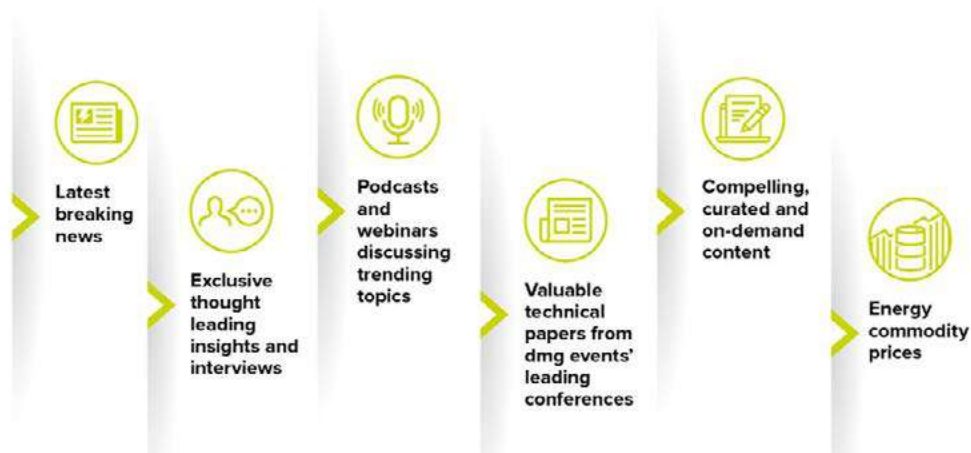 Latest
breaking
news
Exclusive
thought
leading
insights and
interviews
Podcasts
and
webinars
discussing
trending
topics
Valuable
technical
papers from
dmg events’
leading
conferences
Compelling,
curated and
on-demand
content
Energy
commodity
prices